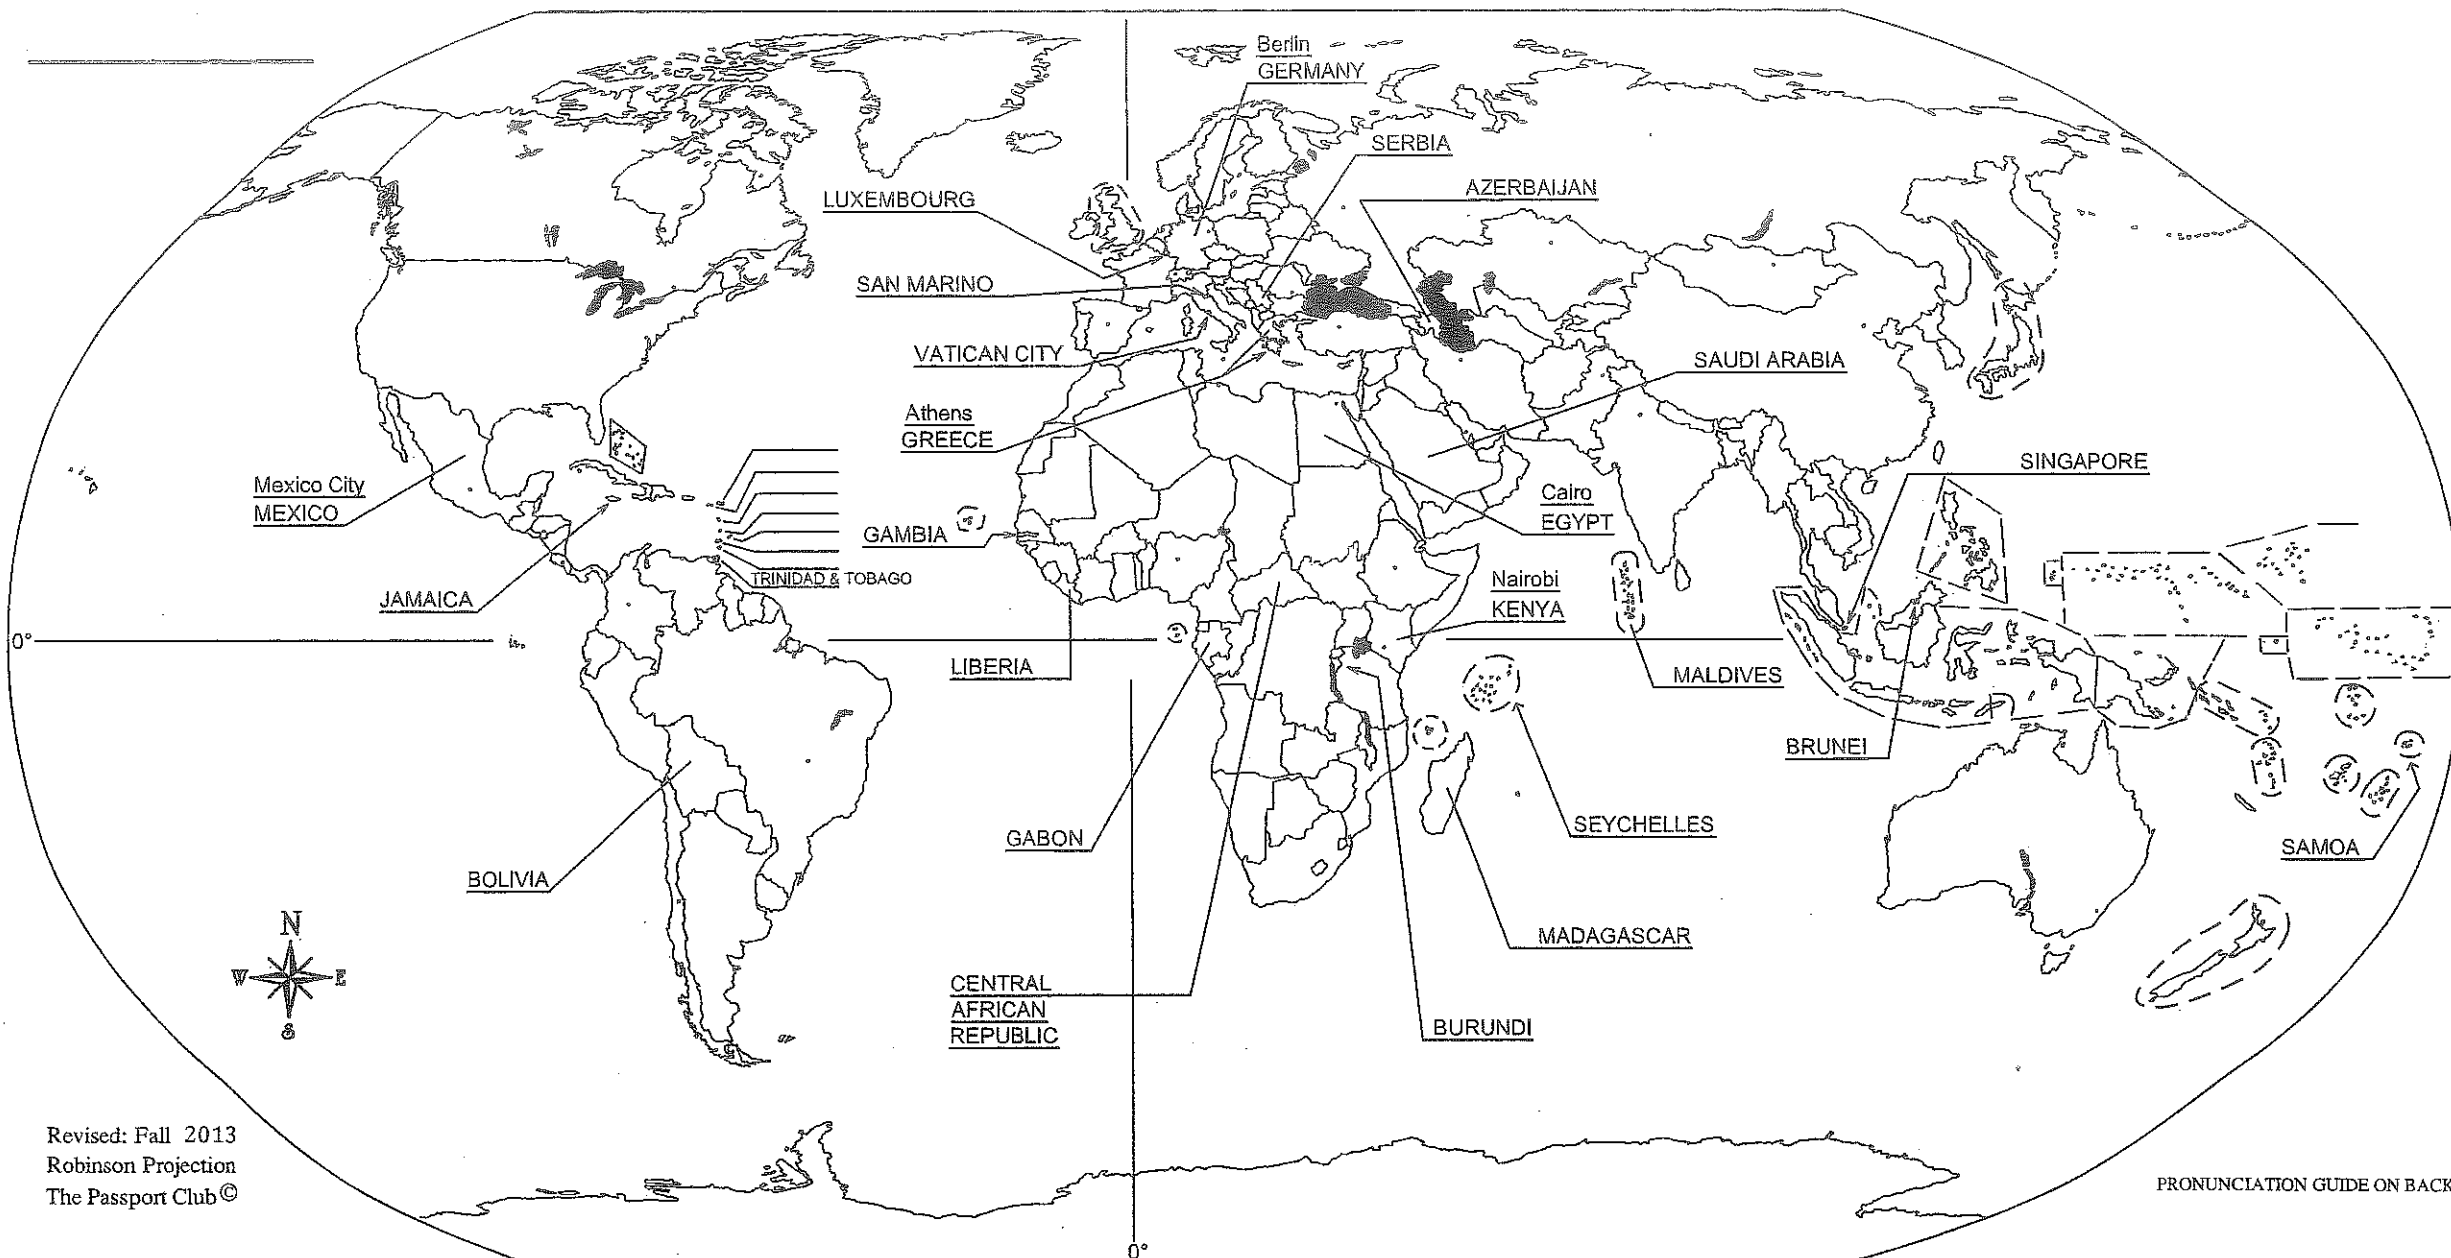 Berlin
GERMANY
SERBIA
LUXEMBOURG
AZERBAIJAN
SAN MARINO
VATICAN CITY
SAUDI ARABIA
Athens
GREECE
SINGAPORE
Mexico City
MEXICO
Cairo
EGYPT
GAMBIA
TRINIDAD & TOBAGO
JAMAICA
Nairobi
KENYA
0°
LIBERIA
MALDIVES
BRUNEI
GABON
SEYCHELLES
SAMOA
BOLIVIA
MADAGASCAR
N
W E
S
CENTRAL
AFRICAN
REPUBLIC
BURUNDI
Revised: Fall 2013
Robinson Projection
The Passport Club©
PRONUNCIATION GUIDE ON BACK
0°